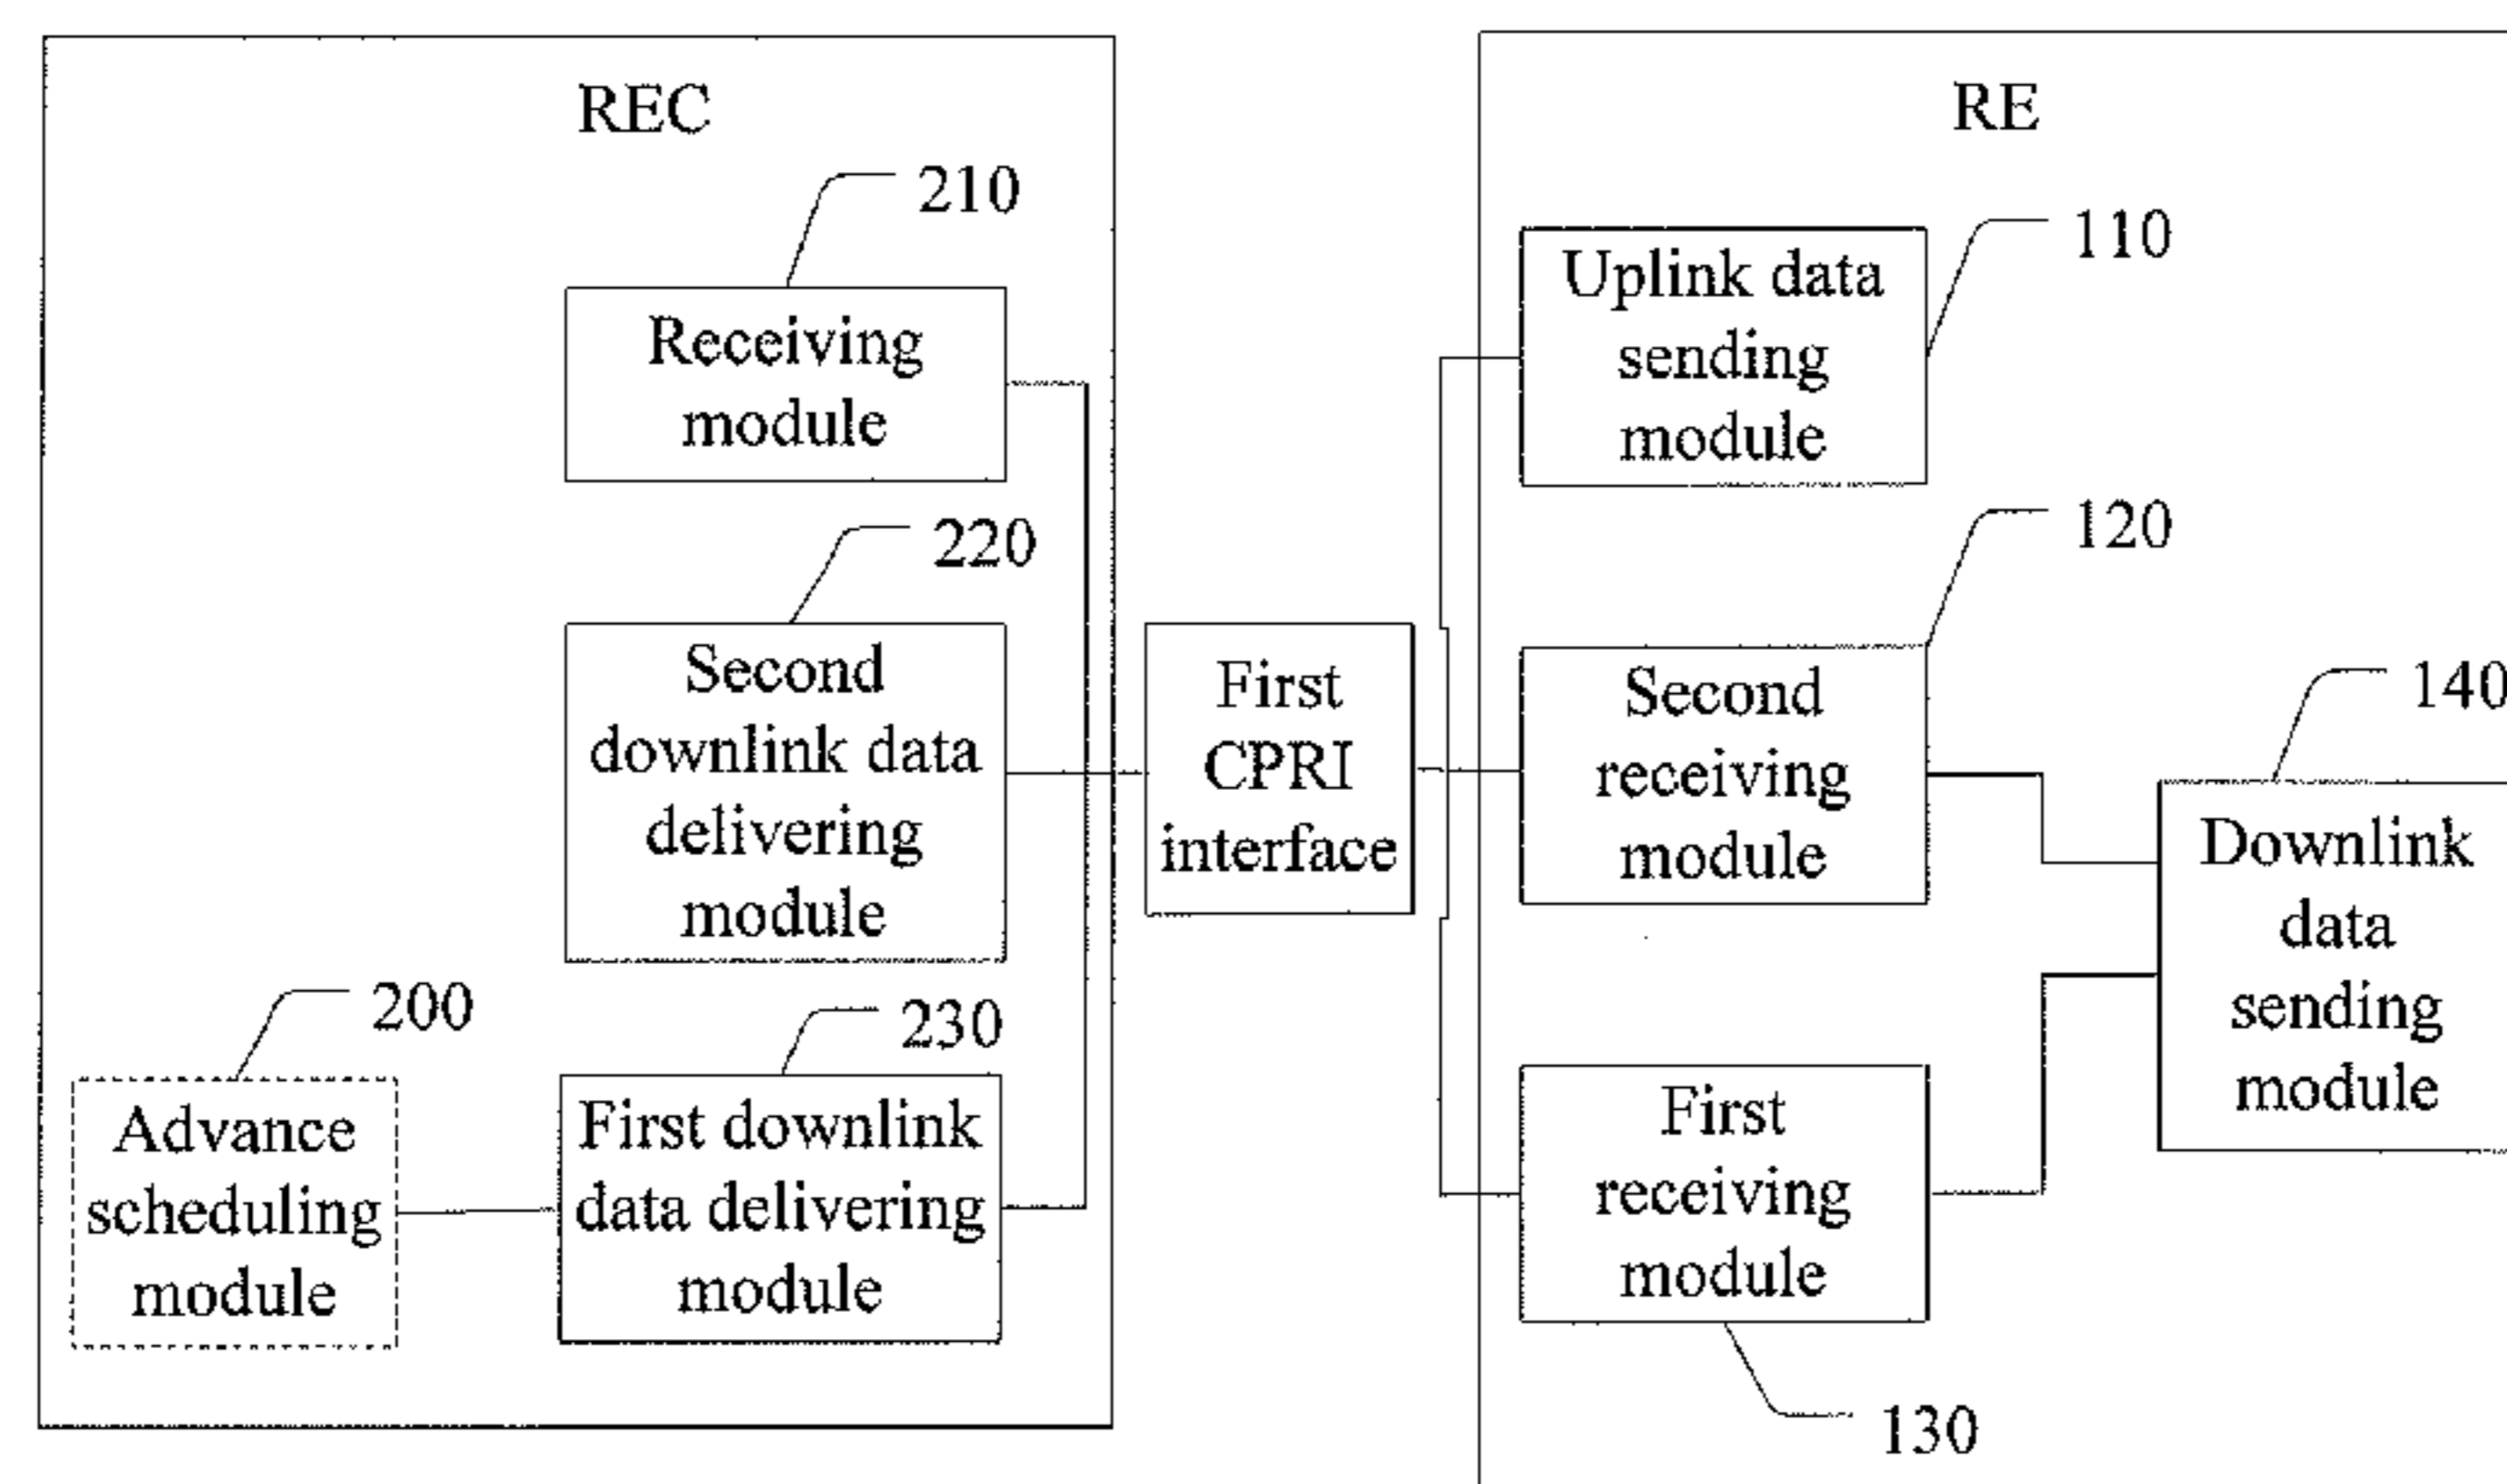 REC
210
Receiving
module
220
Second
downlink data
delivering
module
200
Advance
scheduling
module
230
First downlink
data delivering
module
First
CPRI
interface
RE
110
Uplink data
sending
module
120
Second
receiving
module
140
Downlink
data
sending
module
First
receiving
module
130